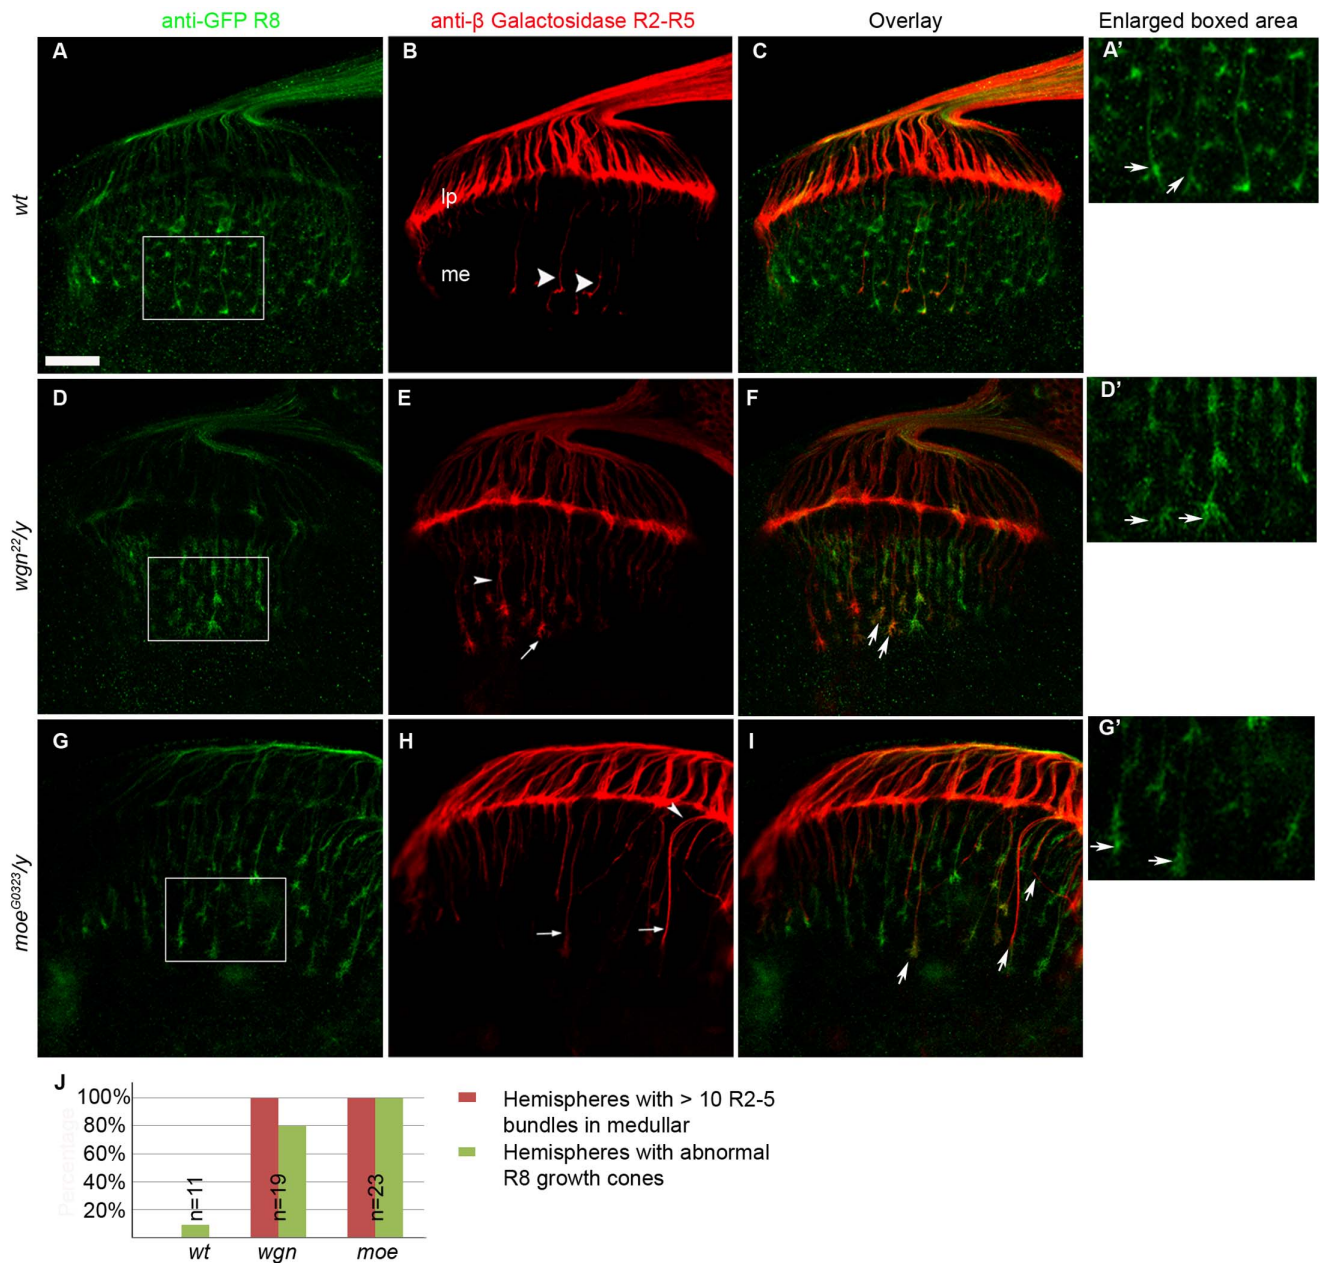 anti-GFP R8
anti-β Galactosidase R2-R5
Overlay
Enlarged boxed area
wt
A
B
lp
me
C
A'
wgn22/y
D
E
F
D'
moeG0323/y
G
H
I
G'
J
Percentage
100%
80%
60%
40%
20%
n=11
n=19
n=23
wt
wgn
moe
Hemispheres with > 10 R2-5
bundles in medullar
Hemispheres with abnormal
R8 growth cones